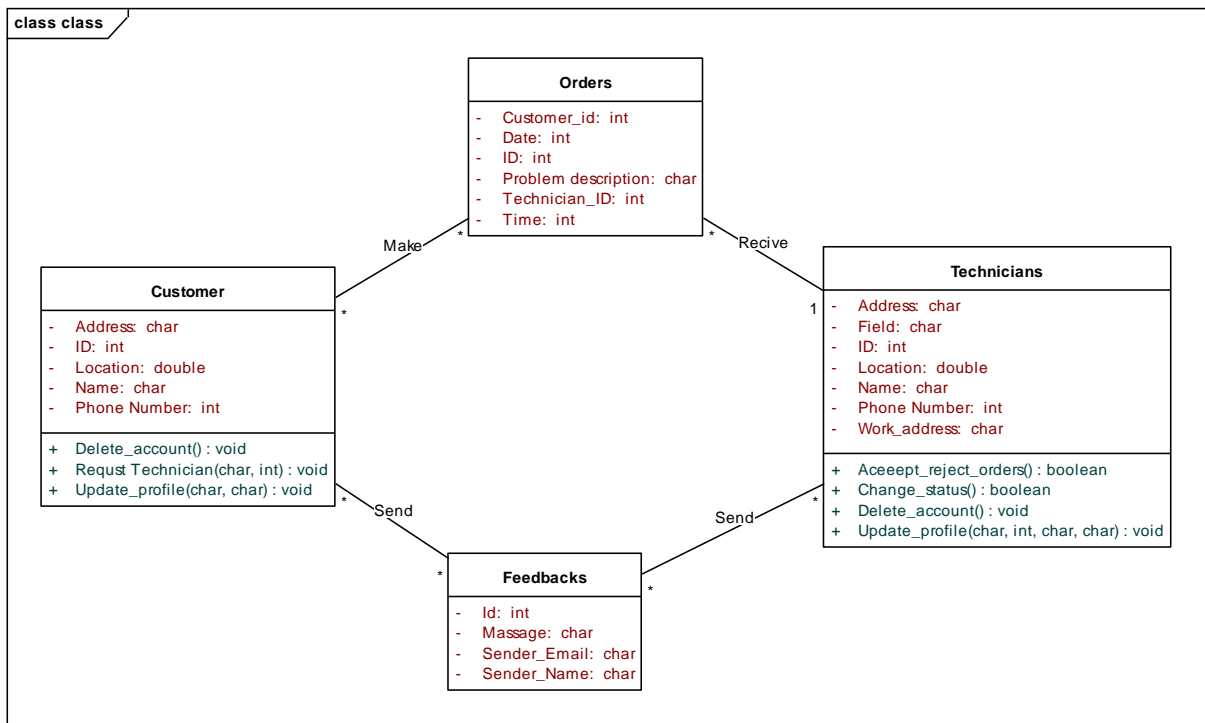 class class
Orders
- Customer_id: int
- Date: int
- ID: int
- Problem description: char
- Technician_ID: int
- Time: int
Make
*
*
Recive
*
1
Customer
- Address: char
- ID: int
- Location: double
- Name: char
- Phone Number: int
+ Delete_account() : void
+ Requst Technician(char, int) : void
+ Update_profile(char, char) : void
Technicians
- Address: char
- Field: char
- ID: int
- Location: double
- Name: char
- Phone Number: int
- Work_address: char
+ Aceeept_reject_orders() : boolean
+ Change_status() : boolean
+ Delete_account() : void
+ Update_profile(char, int, char, char) : void
*
Send
*
*
Send
*
Feedbacks
- Id: int
- Massage: char
- Sender_Email: char
- Sender_Name: char